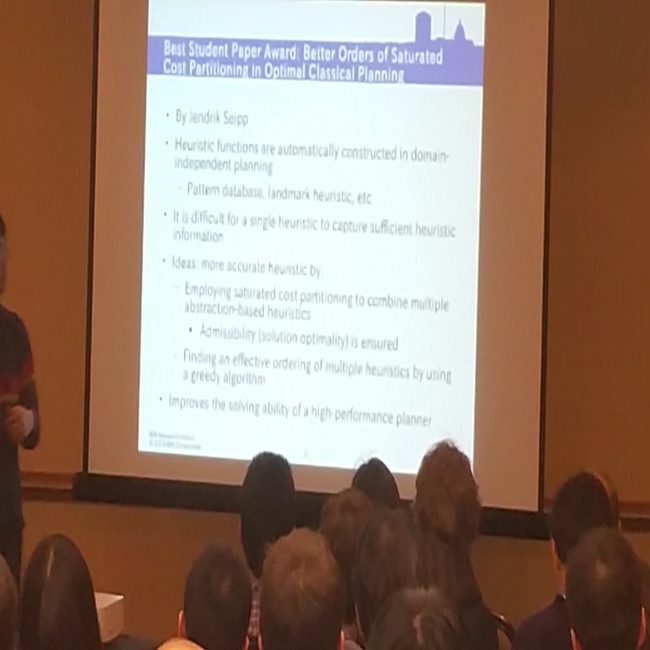 Best Student Paper Award: Better Orders of Saturated
Cost Partitioning in Optimal Classical Planning
• By Jendrik Seipp
• Heuristic functions are automatically constructed in domain-
independent planning
– Pattern database, landmark heuristic, etc
• It is difficult for a single heuristic to capture sufficient heuristic
information
• Ideas: more accurate heuristic by:
– Employing saturated cost partitioning to combine multiple
abstraction-based heuristics
• Admissibility (solution optimality) is ensured
– Finding an effective ordering of multiple heuristics by using
a greedy algorithm
• Improves the solving ability of a high-performance planner